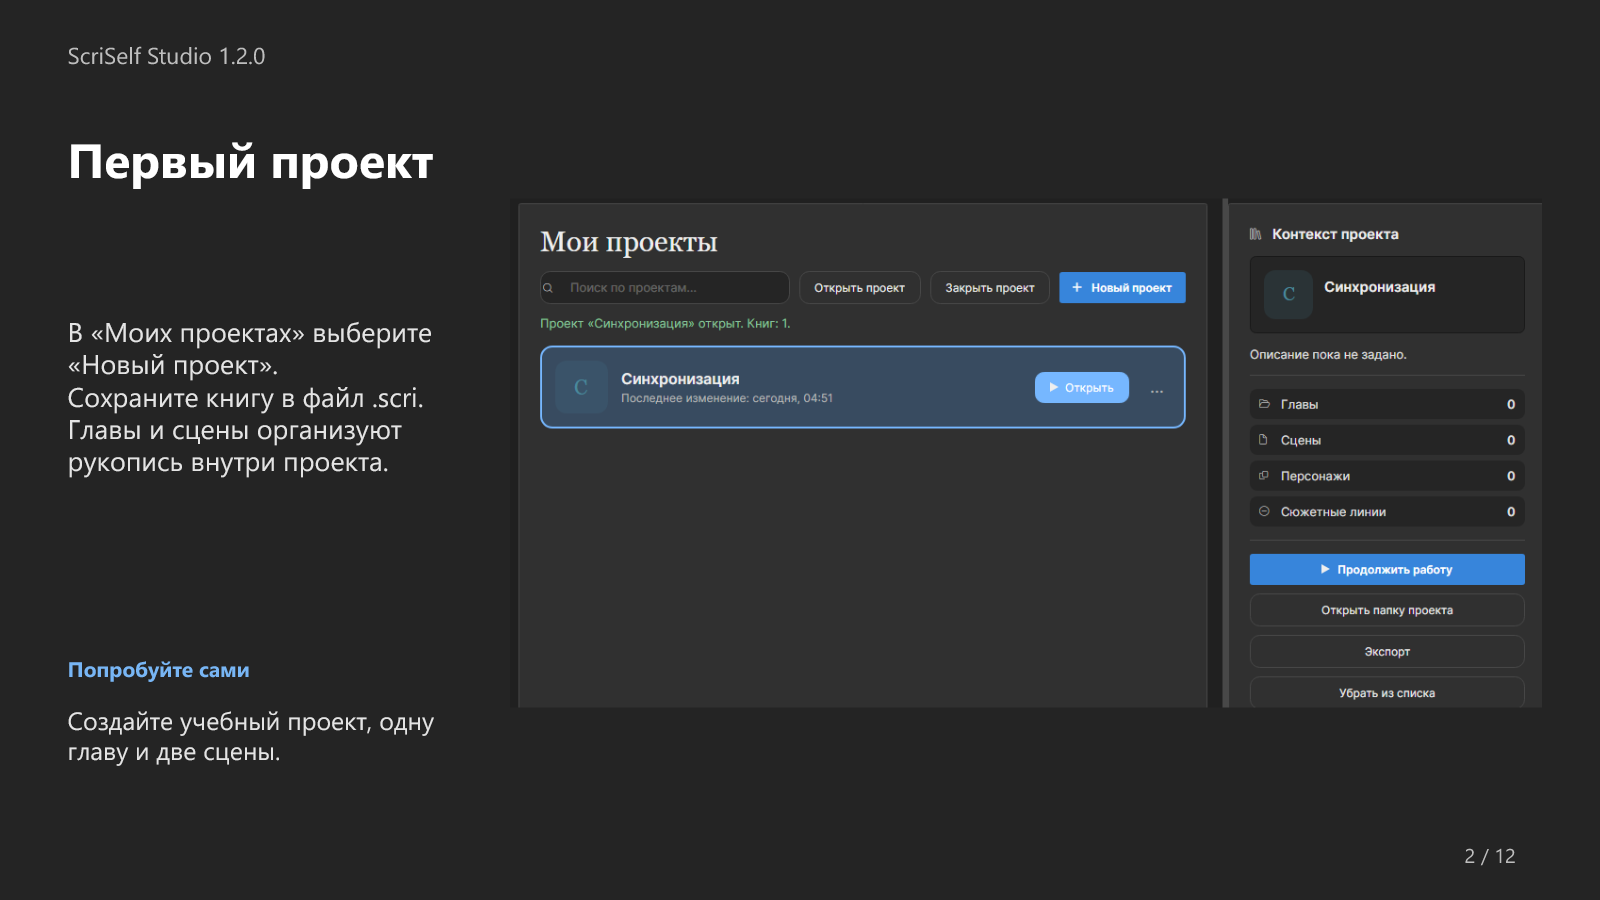 ScriSelf Studio 1.2.0
Первый проект
В «Моих проектах» выберите
«Новый проект».
Сохраните книгу в файл .scri.
Главы и сцены организуют
рукопись внутри проекта.
Попробуйте сами
Создайте учебный проект, одну
главу и две сцены.
Мои проекты
Поиск по проектам...
Открыть проект
Закрыть проект
+ Новый проект
Проект «Синхронизация» открыт. Книг: 1.
С
Синхронизация
Последнее изменение: сегодня, 04:51
Открыть
...
Контекст проекта
С
Синхронизация
Описание пока не задано.
Главы 0
Сцены 0
Персонажи 0
Сюжетные линии 0
Продолжить работу
Открыть папку проекта
Экспорт
Убрать из списка
2 / 12